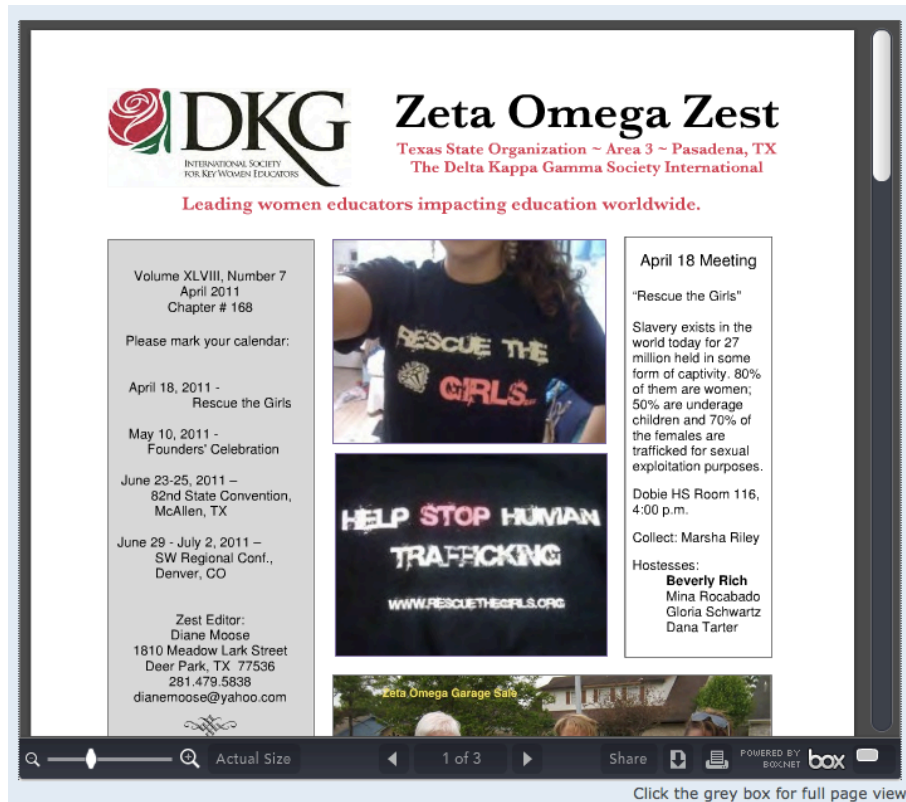 DKG
INTERNATIONAL SOCIETY
FOR KEY WOMEN EDUCATORS
Zeta Omega Zest
Texas State Organization ~ Area 3 ~ Pasadena, TX
The Delta Kappa Gamma Society International
Leading women educators impacting education worldwide.
Volume XLVIII, Number 7
April 2011
Chapter # 168
Please mark your calendar:
April 18, 2011 -
Rescue the Girls
May 10, 2011 -
Founders' Celebration
June 23-25, 2011 –
82nd State Convention,
McAllen, TX
June 29 - July 2, 2011 –
SW Regional Conf.,
Denver, CO
Zest Editor:
Diane Moose
1810 Meadow Lark Street
Deer Park, TX 77536
281.479.5838
dianemoose@yahoo.com
RESCUE THE
GIRLS...
HELP STOP HUMAN
TRAFFICKING
WWW.RESCUETHEGIRLS.ORG
April 18 Meeting
“Rescue the Girls”
Slavery exists in the
world today for 27
million held in some
form of captivity. 80%
of them are women;
50% are underage
children and 70% of
the females are
trafficked for sexual
exploitation purposes.
Dobie HS Room 116,
4:00 p.m.
Collect: Marsha Riley
Hostesses:
Beverly Rich
Mina Rocabado
Gloria Schwartz
Dana Tarter
Zeta Omega Garage Sale
Actual Size
1 of 3
Share
POWERED BY
BOX.NET
box
Click the grey box for full page view